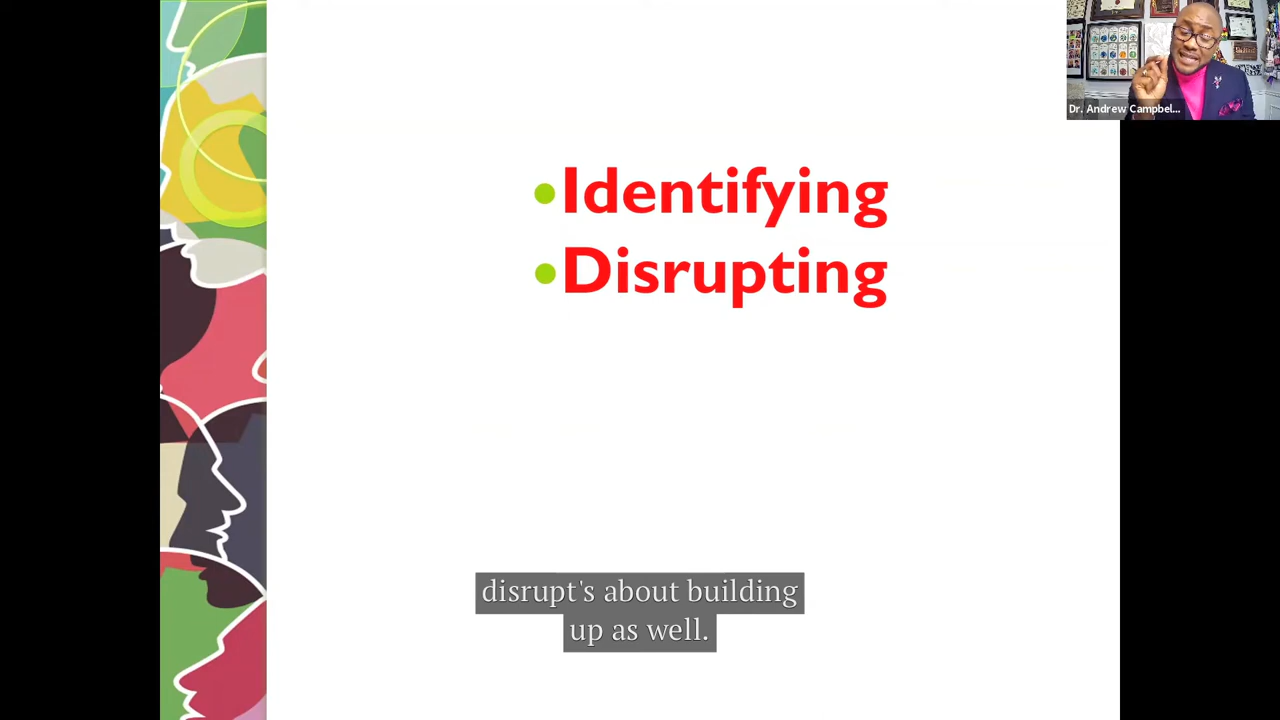 Dr. Andrew Campbel...
•Identifying
•Disrupting
disrupt's about building
up as well.